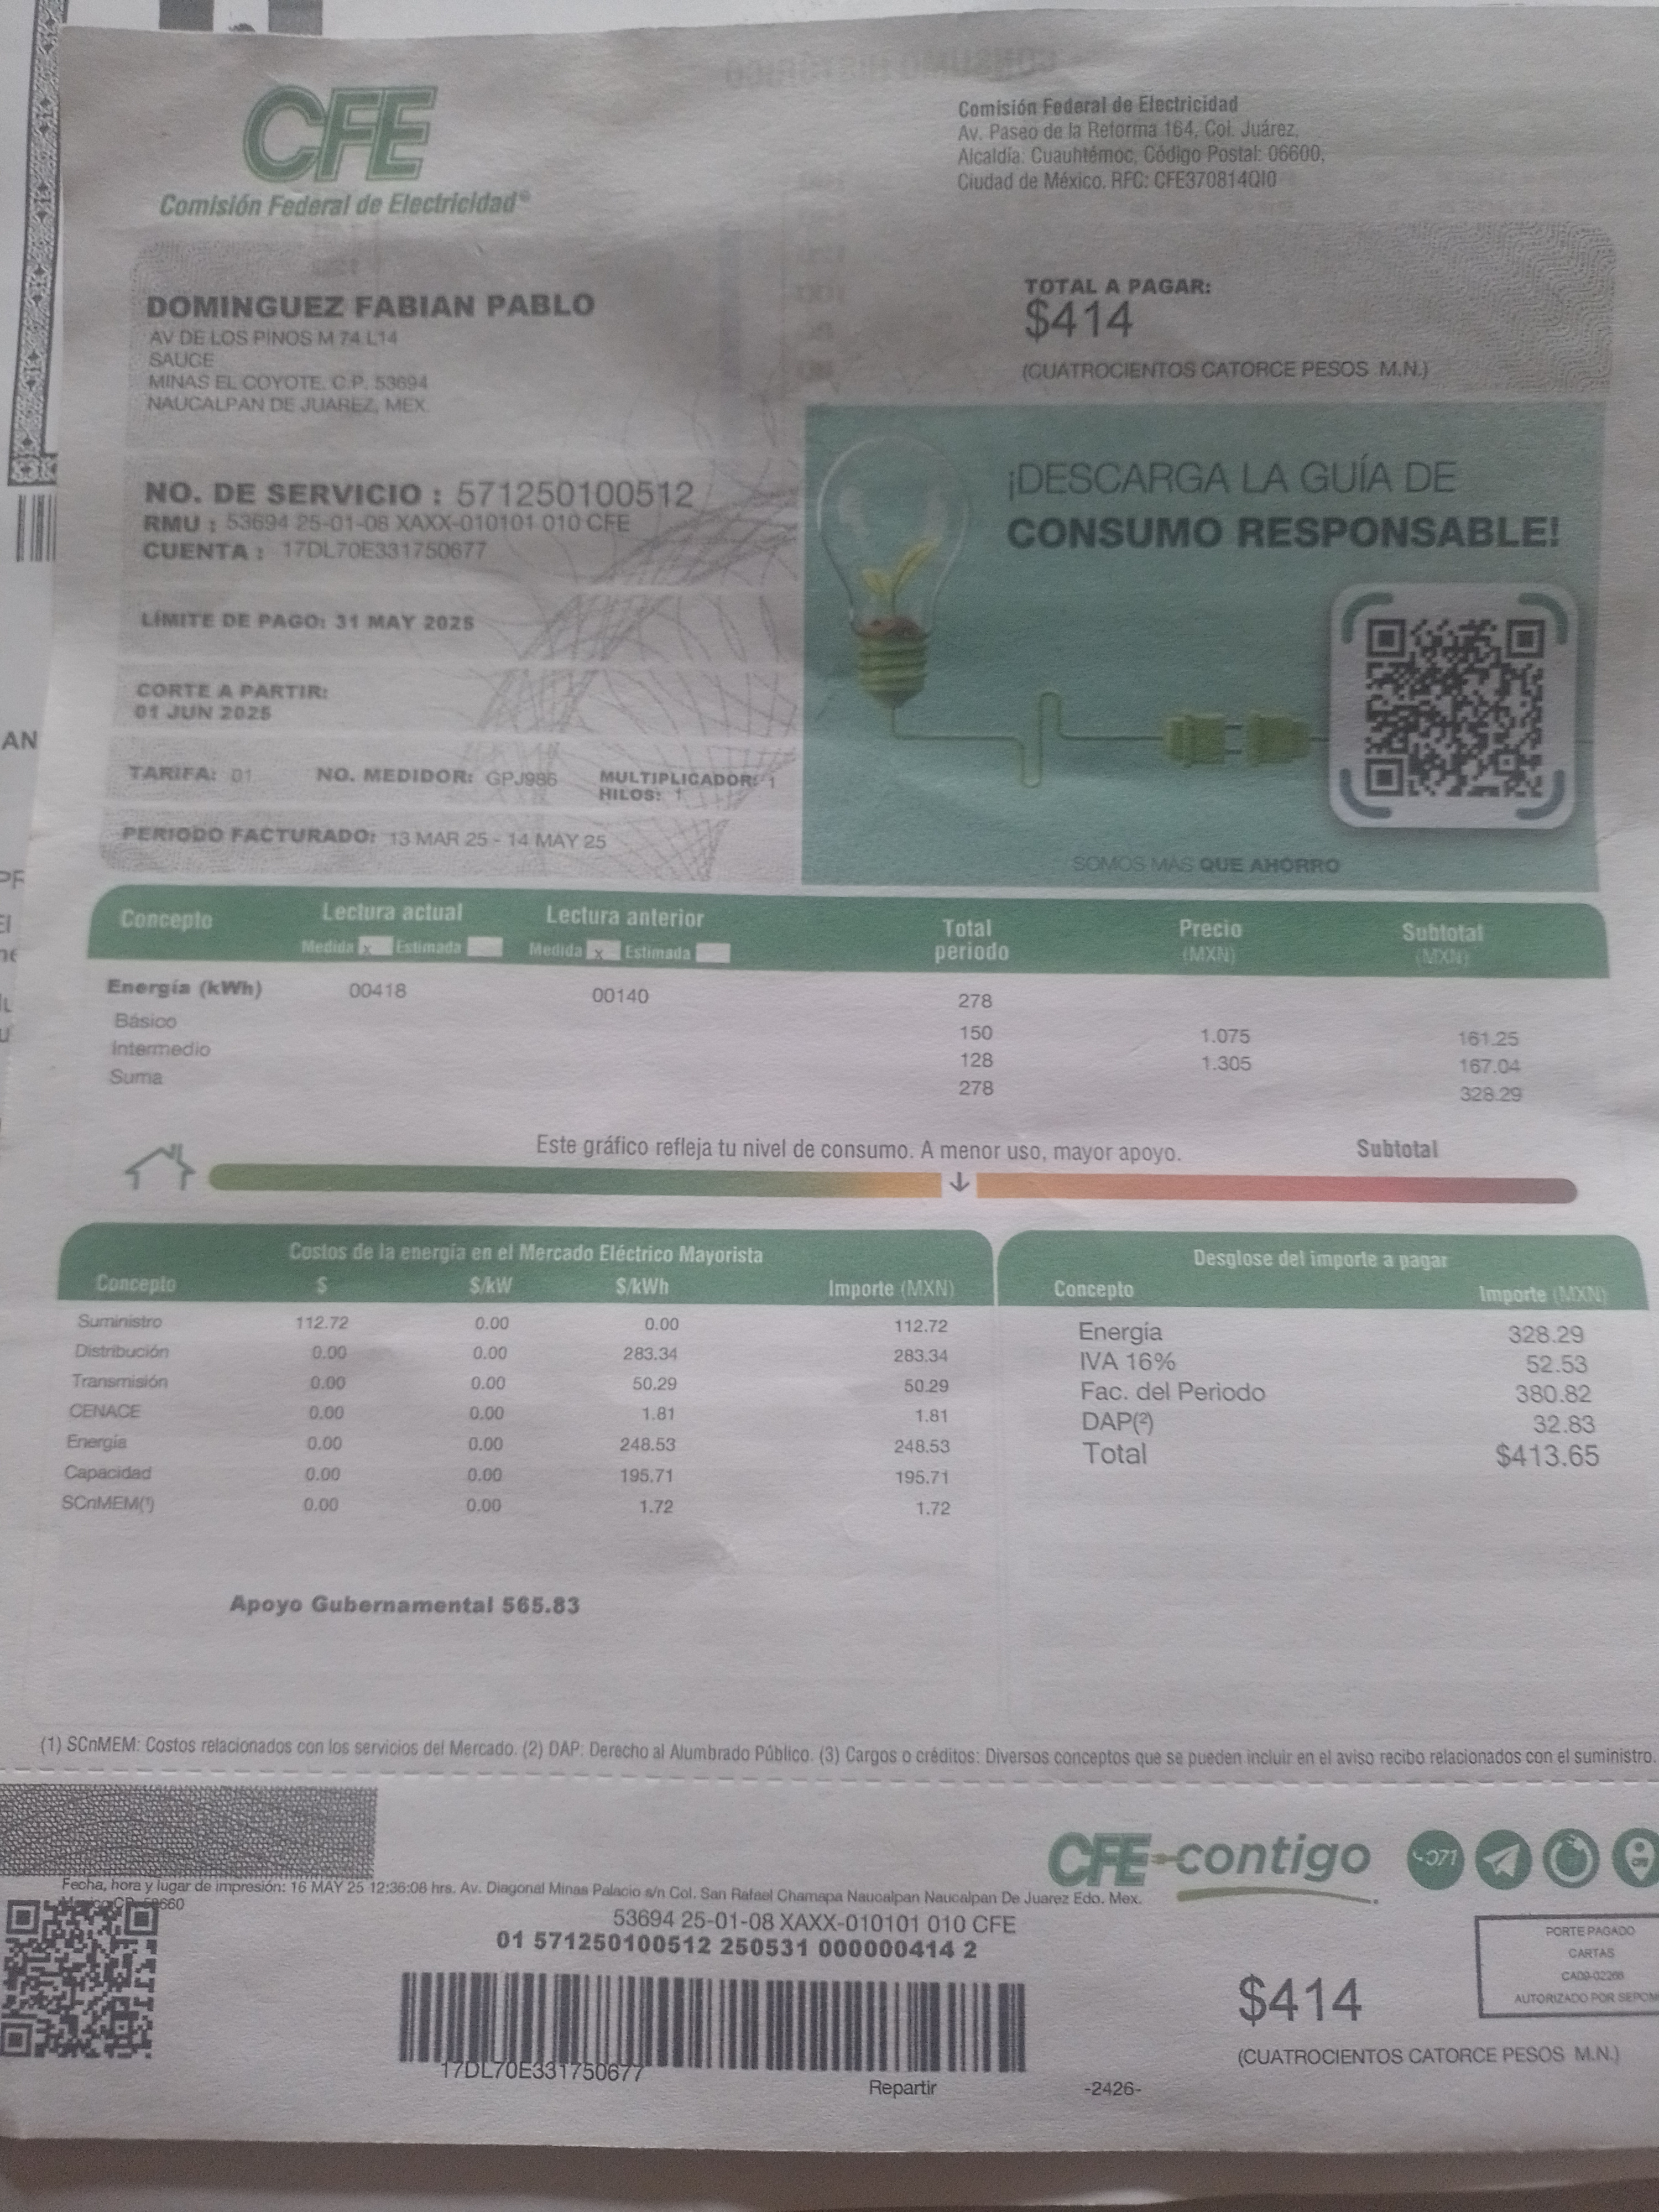 CFE
Comisión Federal de Electricidad®
Comisión Federal de Electricidad
Av. Paseo de la Reforma 164, Col. Juárez,
Alcaldía: Cuauhtémoc, Código Postal: 06600,
Ciudad de México. RFC: CFE370814QI0
DOMINGUEZ FABIAN PABLO
AV DE LOS PINOS M 74 L14
SAUCE
MINAS EL COYOTE, C.P. 53694
NAUCALPAN DE JUAREZ, MEX.
TOTAL A PAGAR:
$414
(CUATROCIENTOS CATORCE PESOS M.N.)
NO. DE SERVICIO : 571250100512
RMU : 53694 25-01-08 XAXX-010101 010 CFE
CUENTA : 17DL70E331750677
¡DESCARGA LA GUÍA DE
CONSUMO RESPONSABLE!
LÍMITE DE PAGO: 31 MAY 2025
CORTE A PARTIR:
01 JUN 2025
TARIFA: 01 NO. MEDIDOR: GPJ986 MULTIPLICADOR: 1
HILOS: 1
PERIODO FACTURADO: 13 MAR 25 - 14 MAY 25
SOMOS MÁS QUE AHORRO
Concepto Lectura actual Lectura anterior Total periodo Precio (MXN) Subtotal (MXN)
Medida x Estimada Medida x Estimada
Energía (kWh) 00418 00140 278
Básico 150 1.075 161.25
Intermedio 128 1.305 167.04
Suma 278 328.29
Este gráfico refleja tu nivel de consumo. A menor uso, mayor apoyo. Subtotal
Costos de la energía en el Mercado Eléctrico Mayorista
Concepto $ $/kW $/kWh Importe (MXN)
Suministro 112.72 0.00 0.00 112.72
Distribución 0.00 0.00 283.34 283.34
Transmisión 0.00 0.00 50.29 50.29
CENACE 0.00 0.00 1.81 1.81
Energía 0.00 0.00 248.53 248.53
Capacidad 0.00 0.00 195.71 195.71
SCnMEM(¹) 0.00 0.00 1.72 1.72
Apoyo Gubernamental 565.83
Desglose del importe a pagar
Concepto Importe (MXN)
Energía 328.29
IVA 16% 52.53
Fac. del Periodo 380.82
DAP(²) 32.83
Total $413.65
(1) SCnMEM: Costos relacionados con los servicios del Mercado. (2) DAP: Derecho al Alumbrado Público. (3) Cargos o créditos: Diversos conceptos que se pueden incluir en el aviso recibo relacionados con el suministro.
CFE contigo
071
Fecha, hora y lugar de impresión: 16 MAY 25 12:36:08 hrs. Av. Diagonal Minas Palacio s/n Col. San Rafael Chamapa Naucalpan Naucalpan De Juarez Edo. Mex.
53694 25-01-08 XAXX-010101 010 CFE
01 571250100512 250531 000000414 2
17DL70E331750677
Repartir
-2426-
$414
(CUATROCIENTOS CATORCE PESOS M.N.)
PORTE PAGADO
CARTAS
AUTORIZADO POR